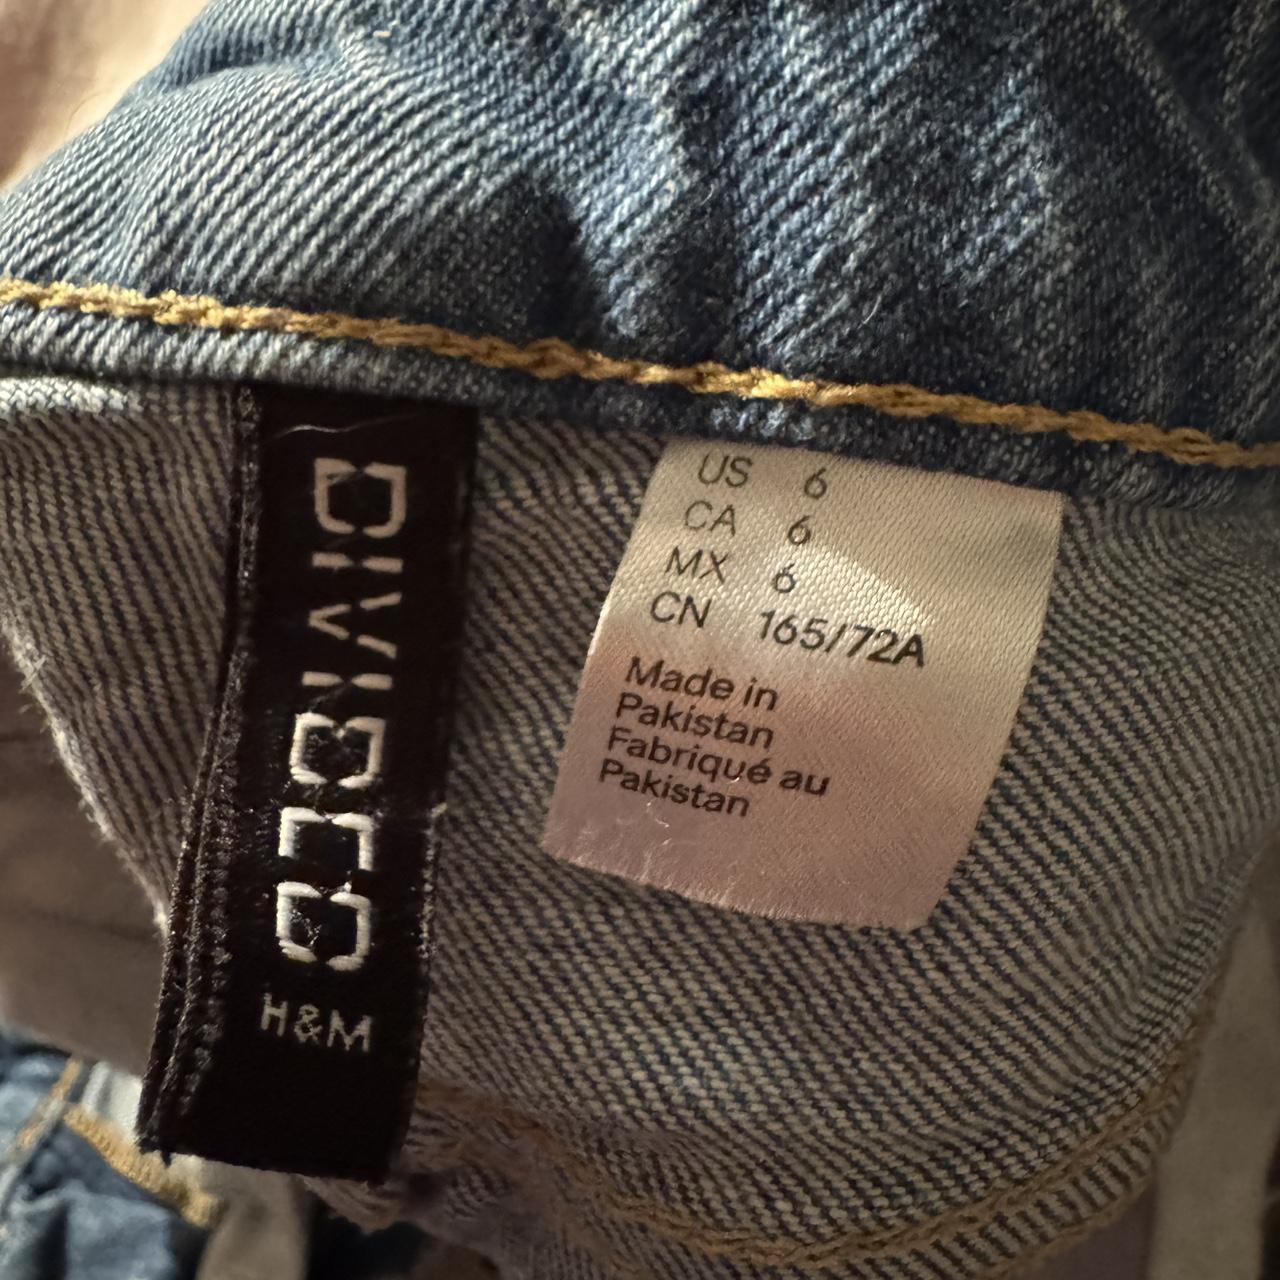 DIVIDED
H&M
US 6
CA 6
MX 6
CN 165/72A
Made in
Pakistan
Fabriqué au
Pakistan